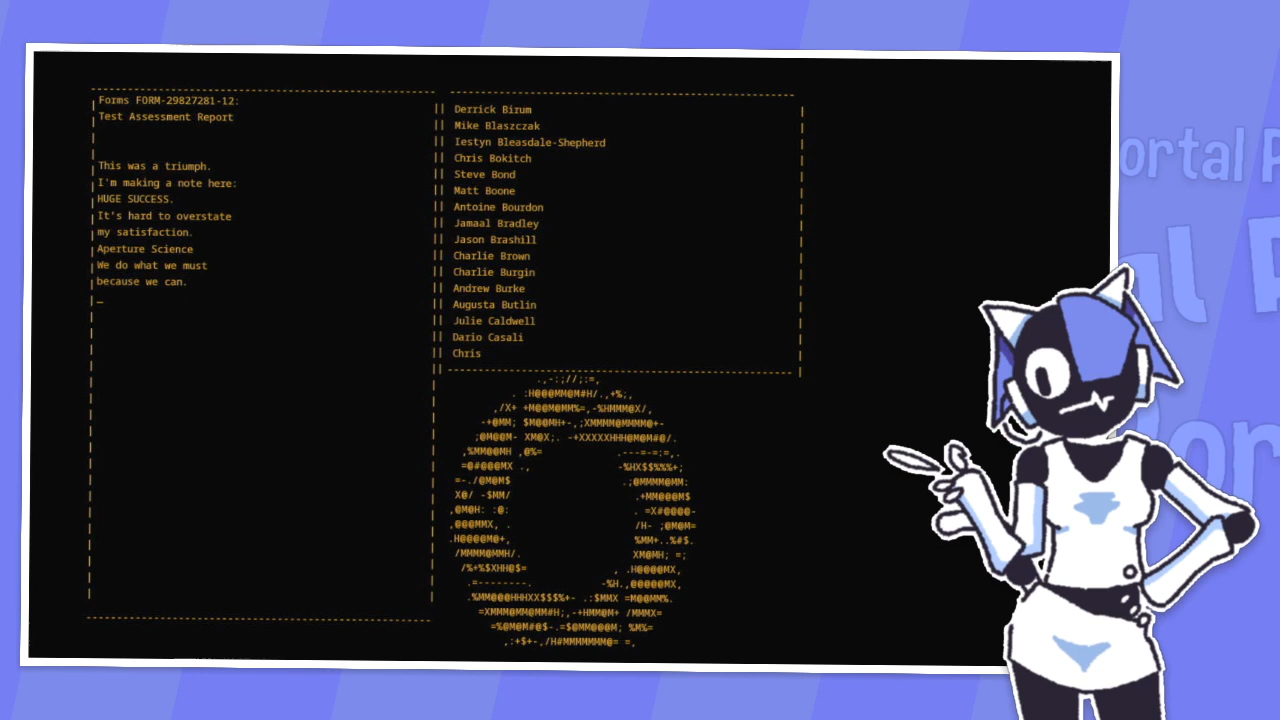 Forms FORM-29827281-12:
Test Assessment Report
This was a triumph.
I'm making a note here:
HUGE SUCCESS.
It's hard to overstate
my satisfaction.
Aperture Science
We do what we must
because we can.
_
Derrick Birum
Mike Blaszczak
Iestyn Bleasdale-Shepherd
Chris Bokitch
Steve Bond
Matt Boone
Antoine Bourdon
Jamaal Bradley
Jason Brashill
Charlie Brown
Charlie Burgin
Andrew Burke
Augusta Butlin
Julie Caldwell
Dario Casali
Chris